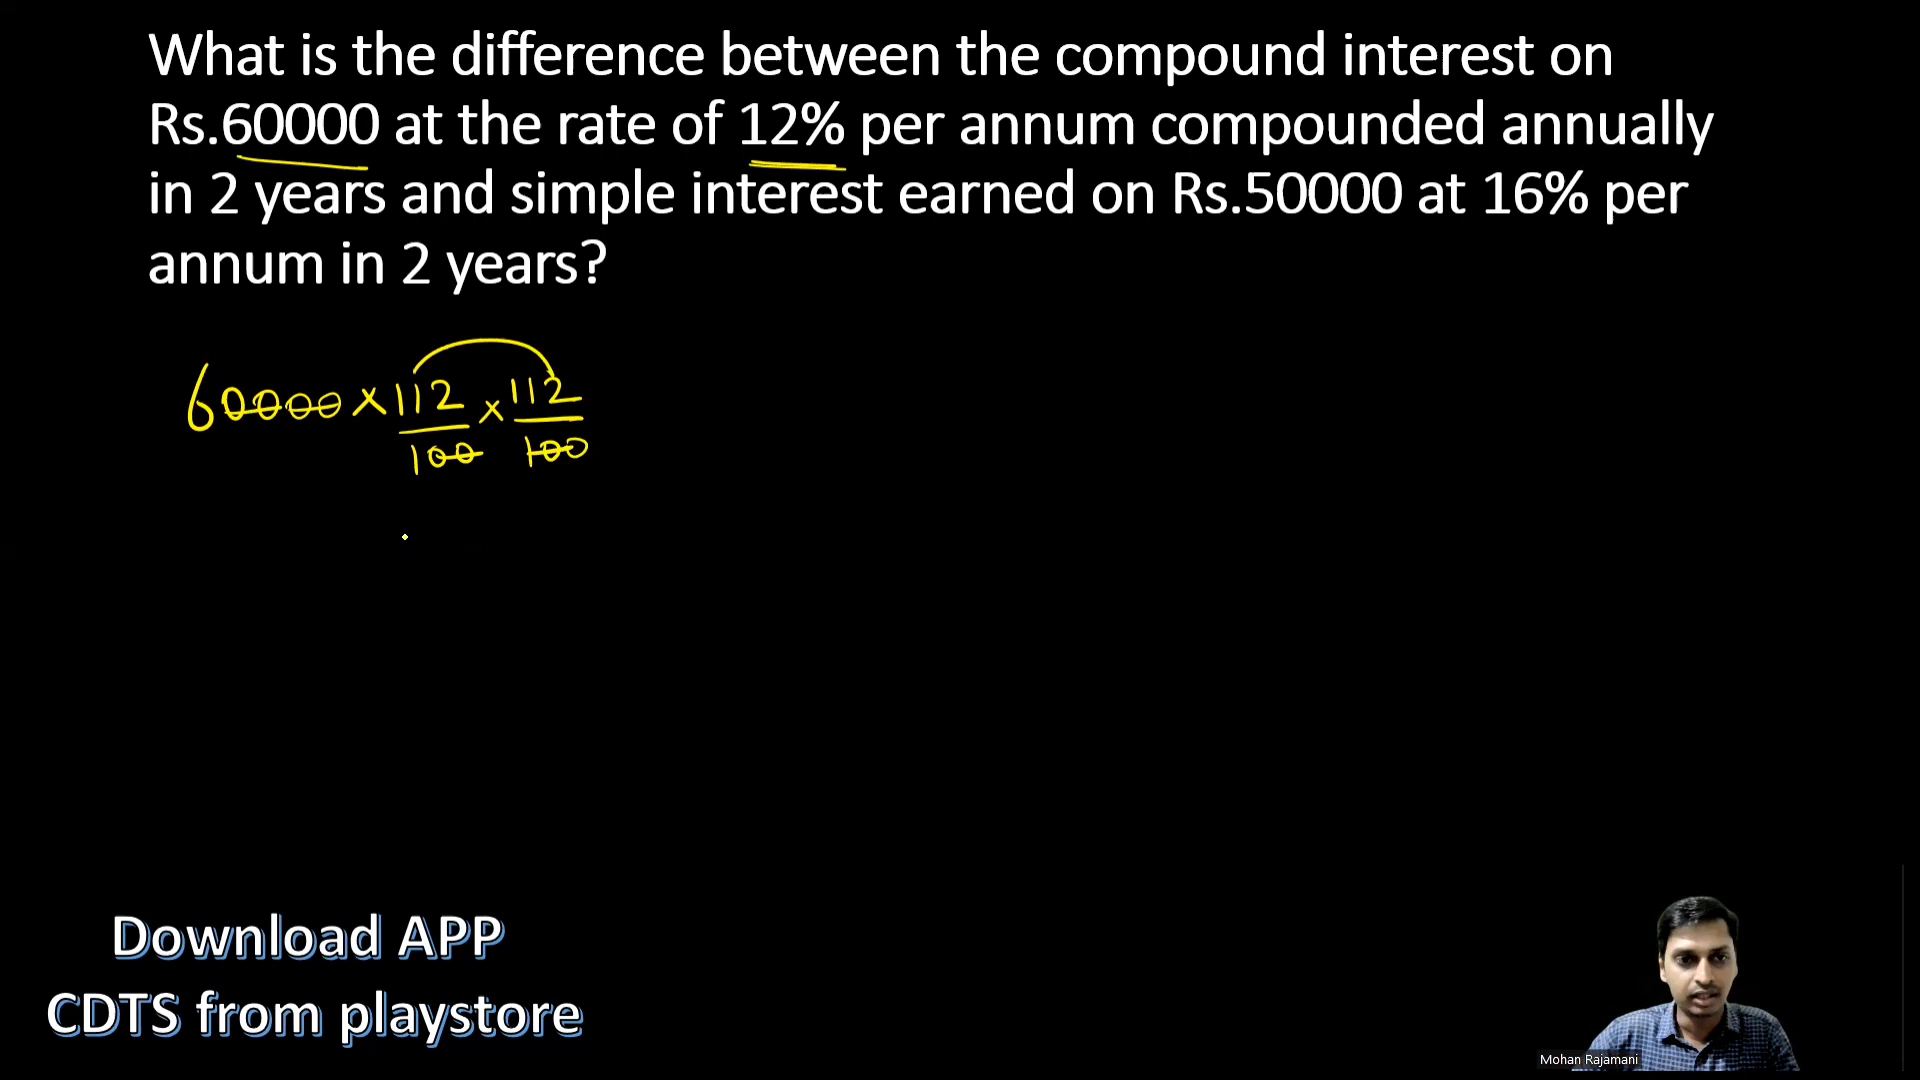 What is the difference between the compound interest on
Rs.60000 at the rate of 12% per annum compounded annually
in 2 years and simple interest earned on Rs.50000 at 16% per
annum in 2 years?
60000 × 112/100 × 112/100
Download APP
CDTS from playstore
Mohan Rajamani